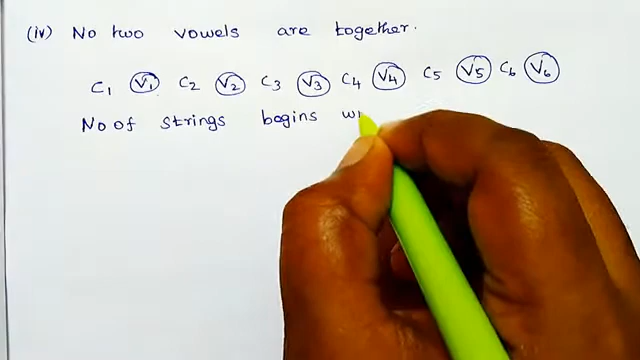 (iv) No two vowels are together.
C1 V1 C2 V2 C3 V3 C4 V4 C5 V5 C6 V6
No of strings begins wi